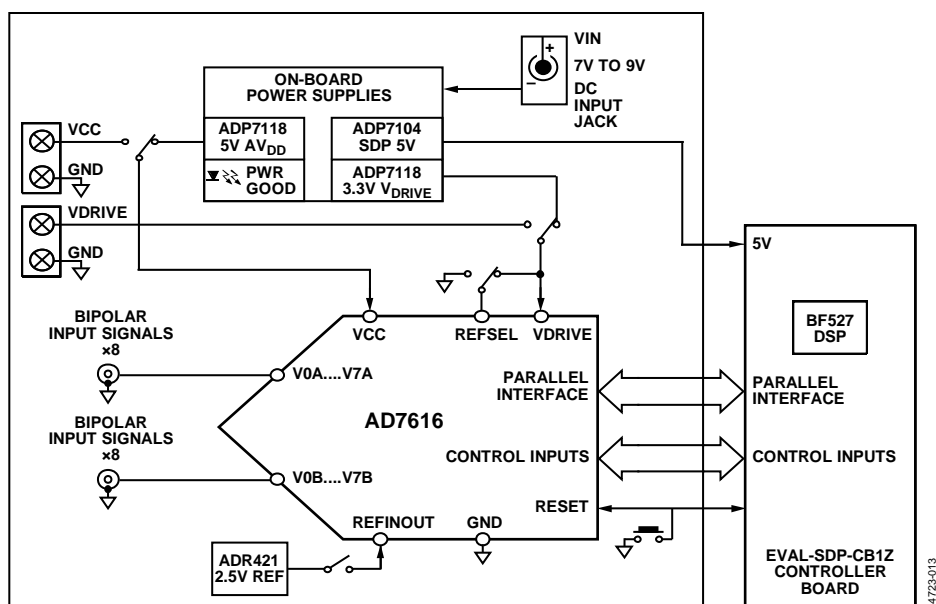 VIN
7V TO 9V
DC
INPUT
JACK
+
−
ON-BOARD
POWER SUPPLIES
ADP7118
5V AVDD
PWR
GOOD
ADP7104
SDP 5V
ADP7118
3.3V VDRIVE
VCC
GND
VDRIVE
GND
BIPOLAR
INPUT SIGNALS
×8
BIPOLAR
INPUT SIGNALS
×8
VCC
REFSEL
VDRIVE
V0A....V7A
PARALLEL
INTERFACE
AD7616
CONTROL INPUTS
V0B....V7B
RESET
REFINOUT
GND
ADR421
2.5V REF
5V
BF527
DSP
PARALLEL
INTERFACE
CONTROL INPUTS
EVAL-SDP-CB1Z
CONTROLLER
BOARD
4723-013